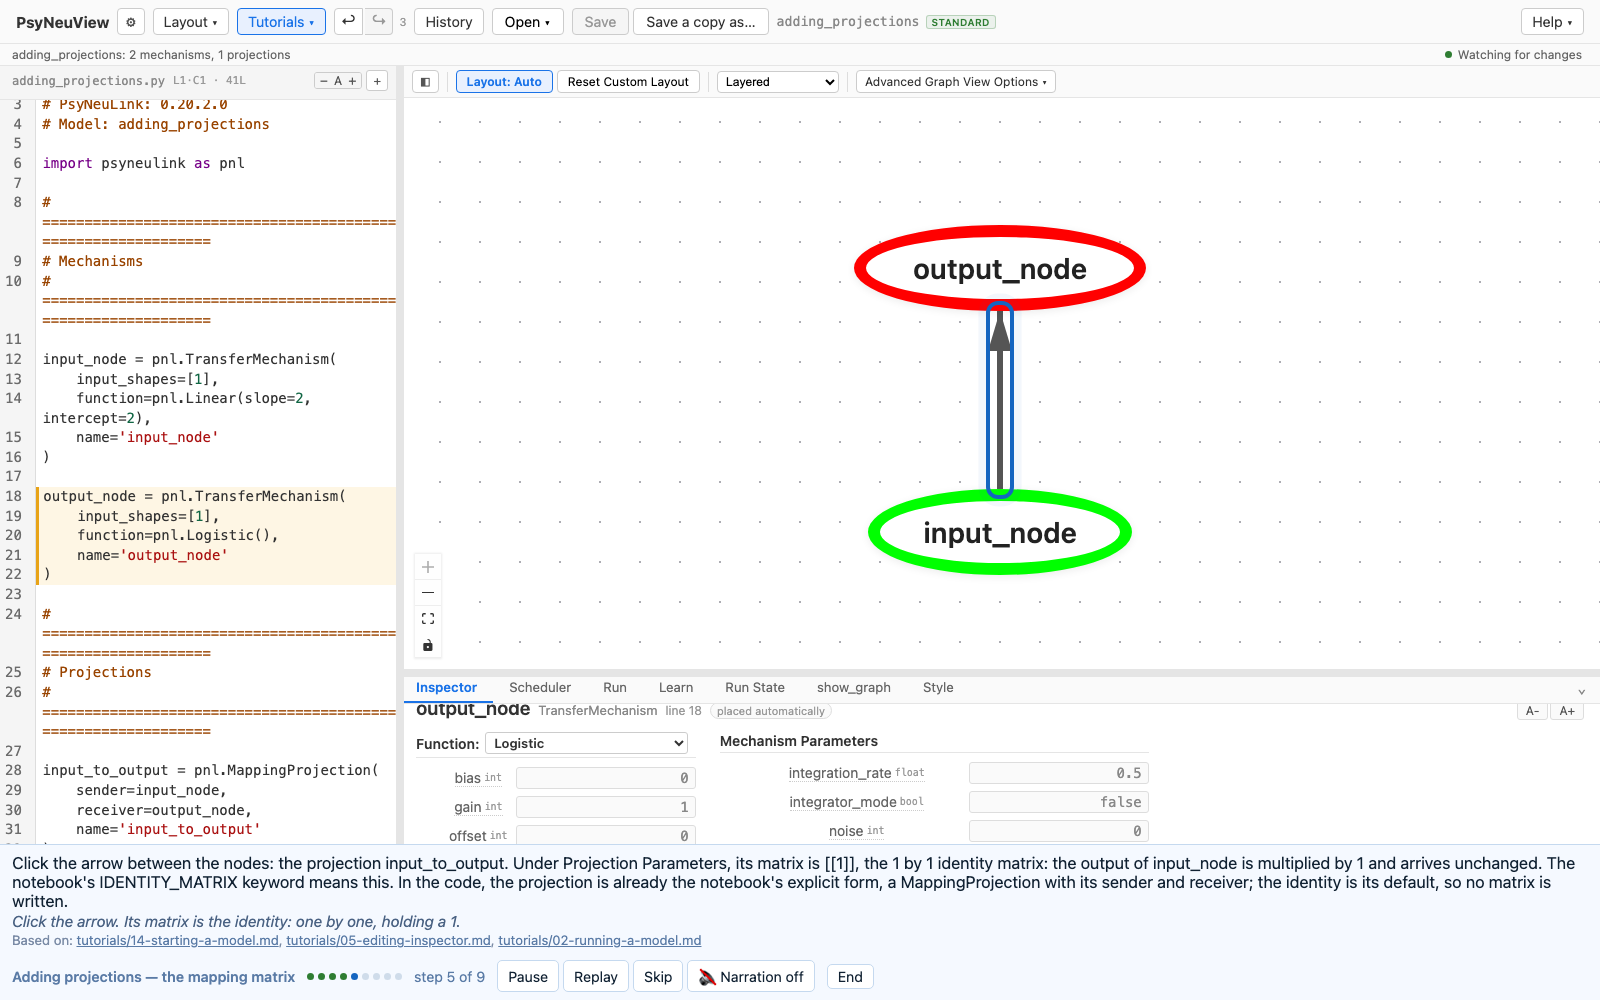 PsyNeuView ⚙ Layout ▾ Tutorials ▾ ↩ ↪ 3 History Open ▾ Save Save a copy as... adding_projections STANDARD Help ▾
adding_projections: 2 mechanisms, 1 projections
Watching for changes
adding_projections.py L1·C1 · 41L − A + +
Layout: Auto Reset Custom Layout Layered Advanced Graph View Options ▾
3 # PsyNeuLink: 0.20.2.0
4 # Model: adding_projections
5
6 import psyneulink as pnl
7
8 #
==========================================
====================
9 # Mechanisms
10 #
==========================================
====================
11
12 input_node = pnl.TransferMechanism(
13 input_shapes=[1],
14 function=pnl.Linear(slope=2,
intercept=2),
15 name='input_node'
16 )
17
18 output_node = pnl.TransferMechanism(
19 input_shapes=[1],
20 function=pnl.Logistic(),
21 name='output_node'
22 )
23
24 #
==========================================
====================
25 # Projections
26 #
==========================================
====================
27
28 input_to_output = pnl.MappingProjection(
29 sender=input_node,
30 receiver=output_node,
31 name='input_to_output'
output_node
input_node
Inspector Scheduler Run Learn Run State show_graph Style
output_node TransferMechanism line 18 placed automatically A- A+
Function: Logistic
bias int 0
gain int 1
offset int 0
Mechanism Parameters
integration_rate float 0.5
integrator_mode bool false
noise int 0
Click the arrow between the nodes: the projection input_to_output. Under Projection Parameters, its matrix is [[1]], the 1 by 1 identity matrix: the output of input_node is multiplied by 1 and arrives unchanged. The
notebook's IDENTITY_MATRIX keyword means this. In the code, the projection is already the notebook's explicit form, a MappingProjection with its sender and receiver; the identity is its default, so no matrix is
written.
Click the arrow. Its matrix is the identity: one by one, holding a 1.
Based on: tutorials/14-starting-a-model.md, tutorials/05-editing-inspector.md, tutorials/02-running-a-model.md
Adding projections — the mapping matrix step 5 of 9 Pause Replay Skip Narration off End